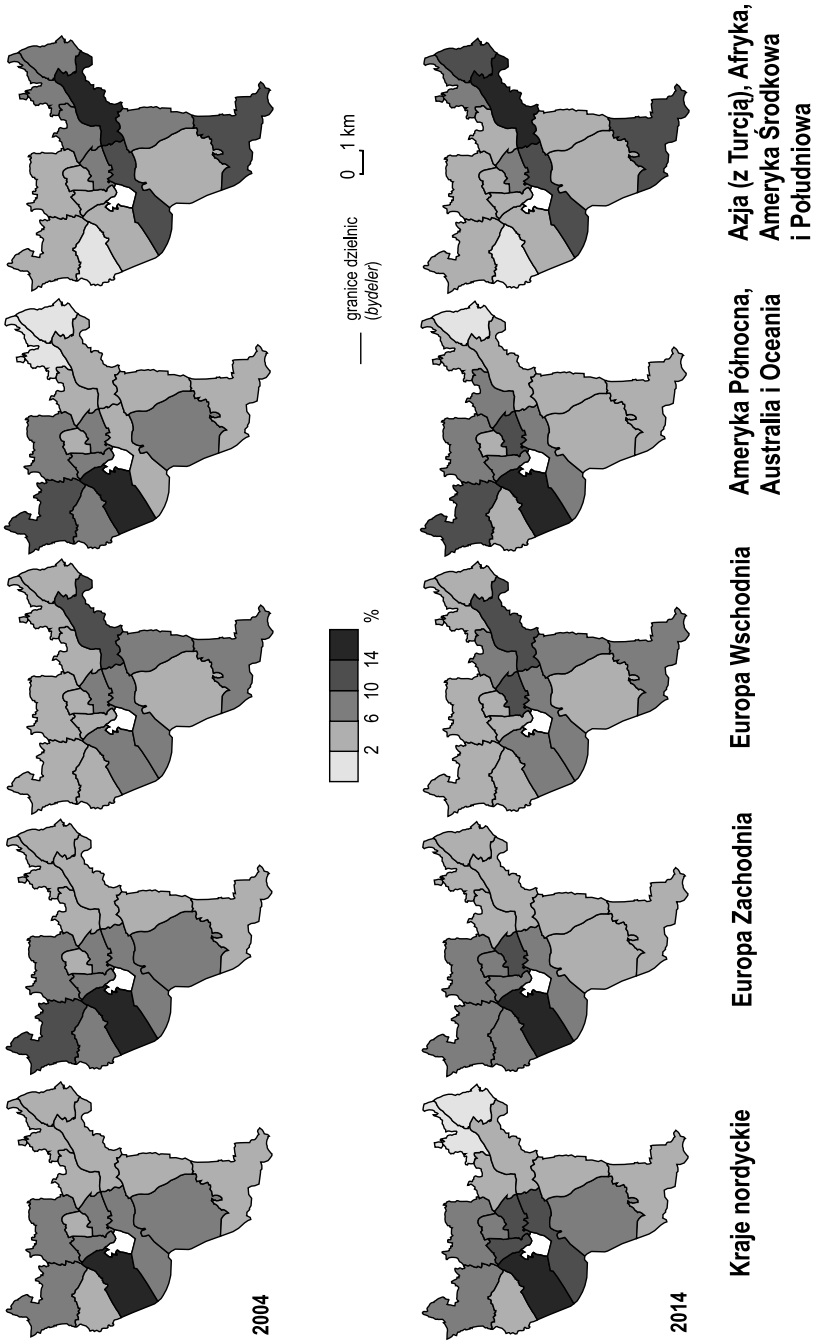 2004
2014
Kraje nordyckie
Europa Zachodnia
Europa Wschodnia
Ameryka Północna,
Australia i Oceania
Azja (z Turcją), Afryka,
Ameryka Środkowa
i Południowa
2 6 10 14 %
granice dzielnic
(bydeler)
0 1 km